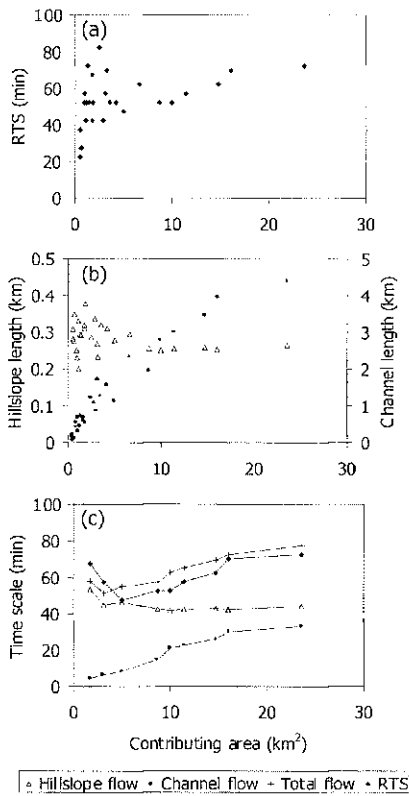 (a)
RTS (min)
100
80
60
40
20
0
0 10 20 30
(b)
Hillslope length (km)
0.5
0.4
0.3
0.2
0.1
0
Channel length (km)
5
4
3
2
1
0
0 10 20 30
(c)
Time scale (min)
100
80
60
40
20
0
0 10 20 30
Contributing area (km²)
Hillslope flow Channel flow Total flow RTS